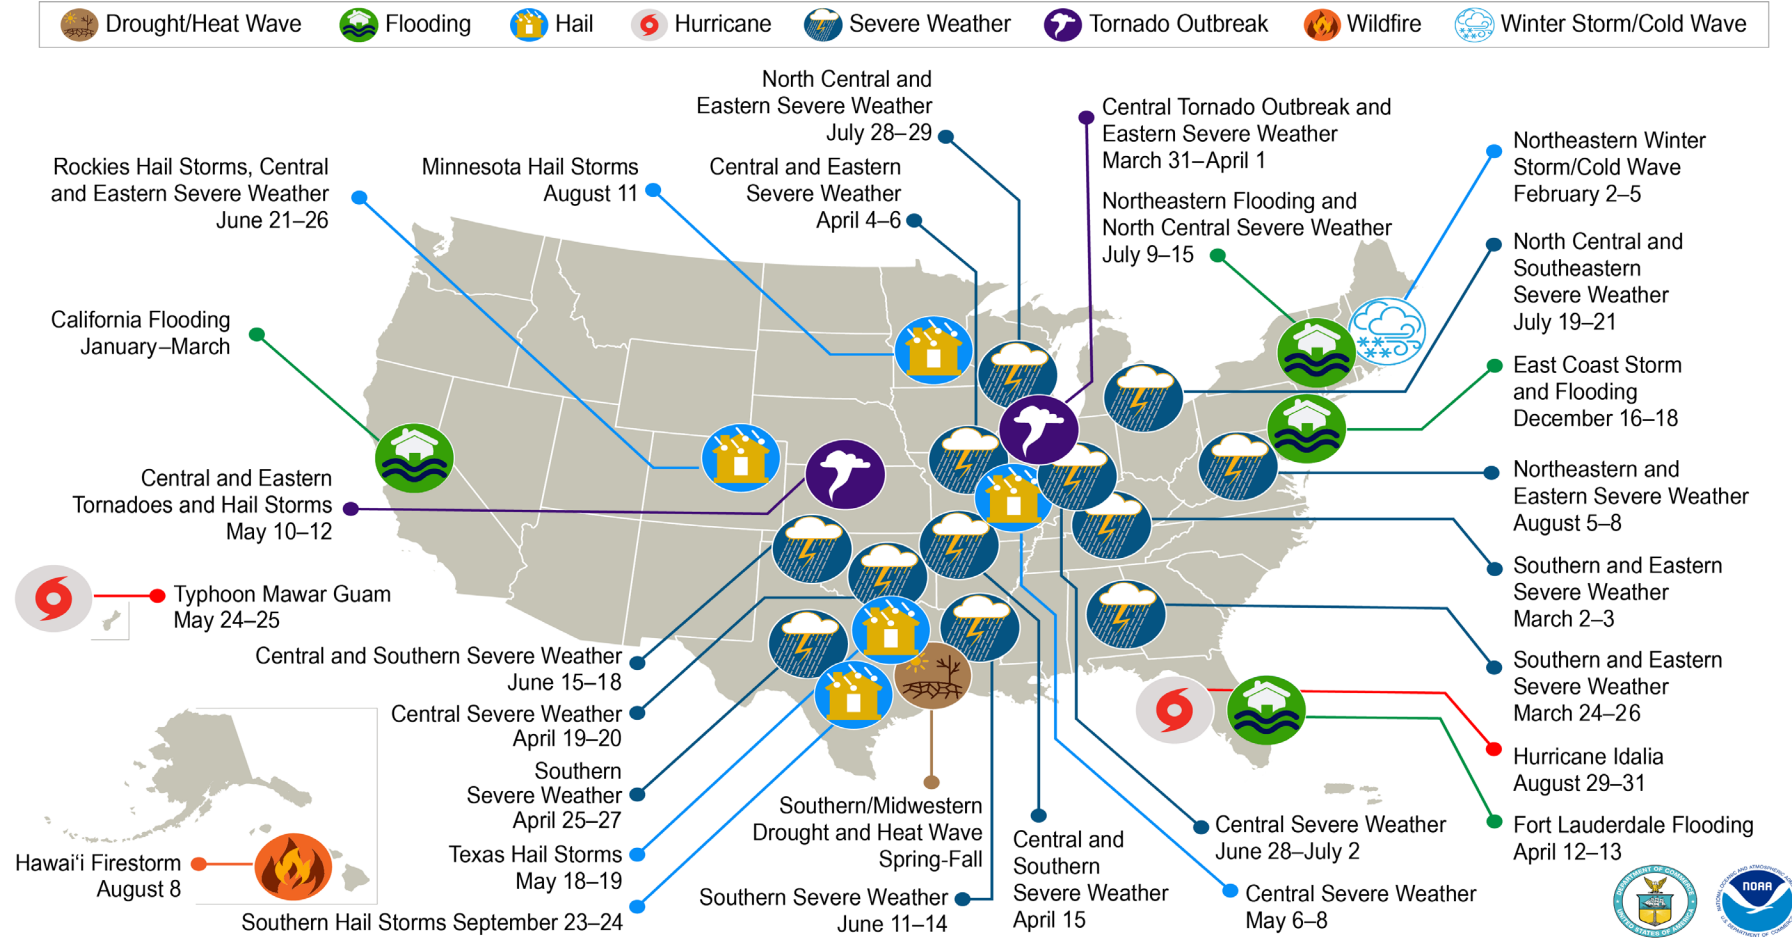 Drought/Heat Wave
Flooding
Hail
Hurricane
Severe Weather
Tornado Outbreak
Wildfire
Winter Storm/Cold Wave
North Central and
Eastern Severe Weather
July 28–29
Central Tornado Outbreak and
Eastern Severe Weather
March 31–April 1
Northeastern Winter
Storm/Cold Wave
February 2–5
Rockies Hail Storms, Central
and Eastern Severe Weather
June 21–26
Minnesota Hail Storms
August 11
Central and Eastern
Severe Weather
April 4–6
Northeastern Flooding and
North Central Severe Weather
July 9–15
North Central and
Southeastern
Severe Weather
July 19–21
California Flooding
January–March
East Coast Storm
and Flooding
December 16–18
Central and Eastern
Tornadoes and Hail Storms
May 10–12
Northeastern and
Eastern Severe Weather
August 5–8
Typhoon Mawar Guam
May 24–25
Southern and Eastern
Severe Weather
March 2–3
Central and Southern Severe Weather
June 15–18
Southern and Eastern
Severe Weather
March 24–26
Central Severe Weather
April 19–20
Hurricane Idalia
August 29–31
Southern
Severe Weather
April 25–27
Southern/Midwestern
Drought and Heat Wave
Spring-Fall
Fort Lauderdale Flooding
April 12–13
Hawaiʻi Firestorm
August 8
Texas Hail Storms
May 18–19
Central and
Southern
Severe Weather
April 15
Central Severe Weather
June 28–July 2
Southern Hail Storms September 23–24
Southern Severe Weather
June 11–14
Central Severe Weather
May 6–8
DEPARTMENT OF COMMERCE
UNITED STATES OF AMERICA
NOAA